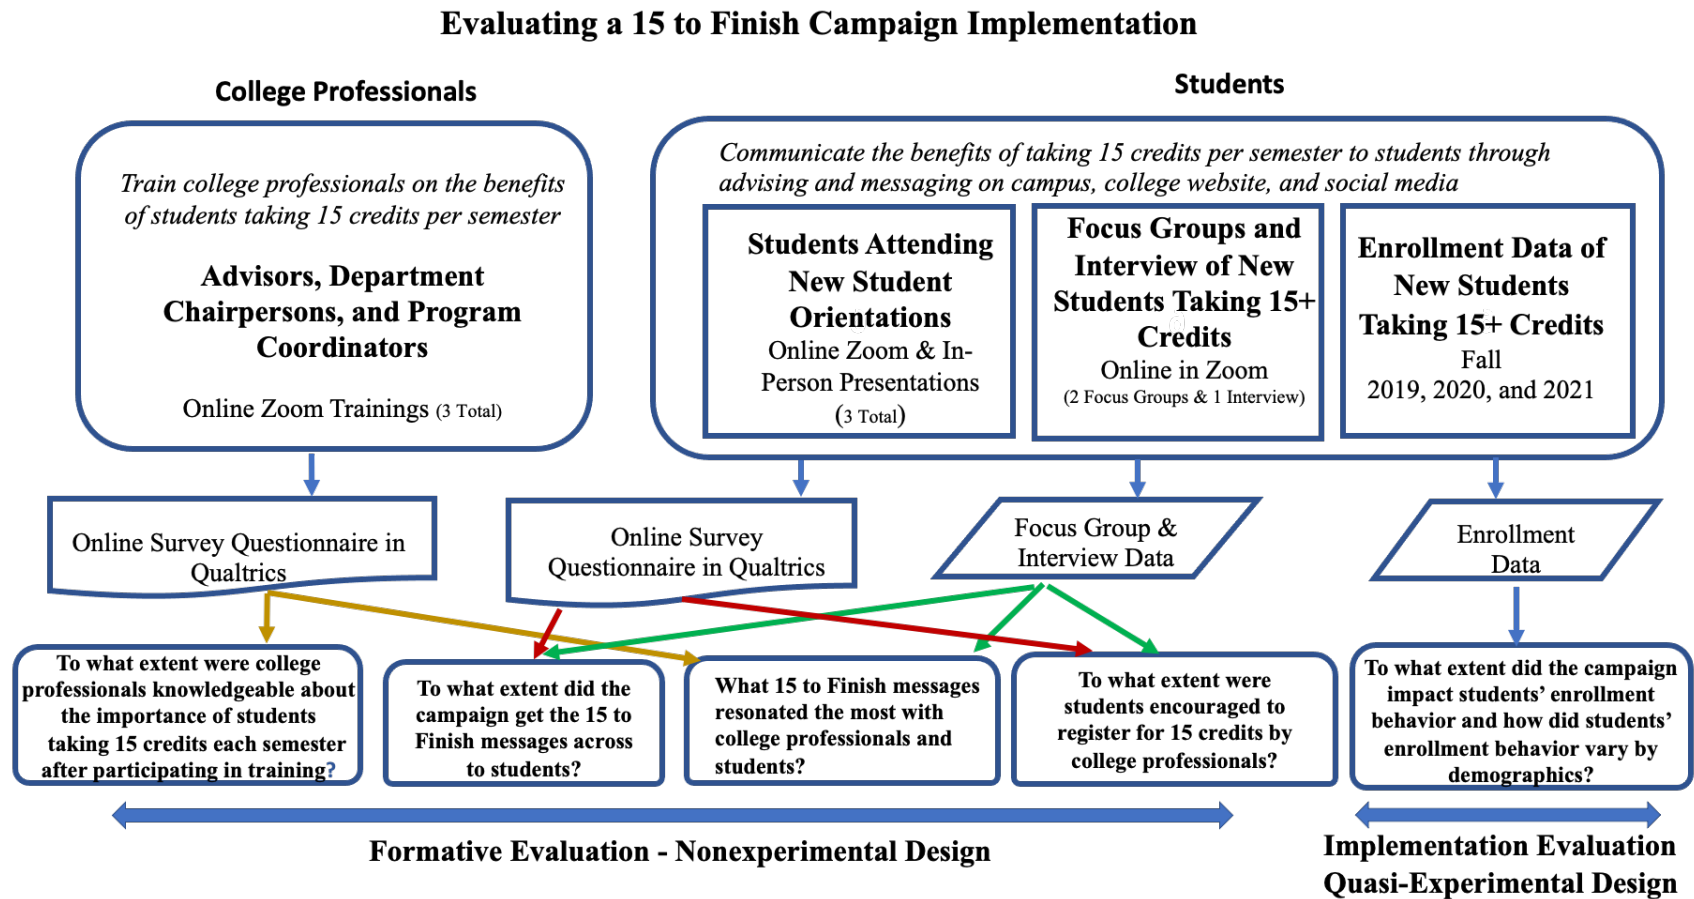 Evaluating a 15 to Finish Campaign Implementation
College Professionals
Train college professionals on the benefits
of students taking 15 credits per semester
Advisors, Department
Chairpersons, and Program
Coordinators
Online Zoom Trainings (3 Total)
Students
Communicate the benefits of taking 15 credits per semester to students through
advising and messaging on campus, college website, and social media
Students Attending
New Student
Orientations
Online Zoom & In-
Person Presentations
(3 Total)
Focus Groups and
Interview of New
Students Taking 15+
Credits
Online in Zoom
(2 Focus Groups & 1 Interview)
Enrollment Data of
New Students
Taking 15+ Credits
Fall
2019, 2020, and 2021
Online Survey Questionnaire in
Qualtrics
Online Survey
Questionnaire in Qualtrics
Focus Group &
Interview Data
Enrollment
Data
To what extent were college
professionals knowledgeable about
the importance of students
taking 15 credits each semester
after participating in training?
To what extent did the
campaign get the 15 to
Finish messages across
to students?
What 15 to Finish messages
resonated the most with
college professionals and
students?
To what extent were
students encouraged to
register for 15 credits by
college professionals?
To what extent did the campaign
impact students’ enrollment
behavior and how did students’
enrollment behavior vary by
demographics?
Formative Evaluation - Nonexperimental Design
Implementation Evaluation
Quasi-Experimental Design